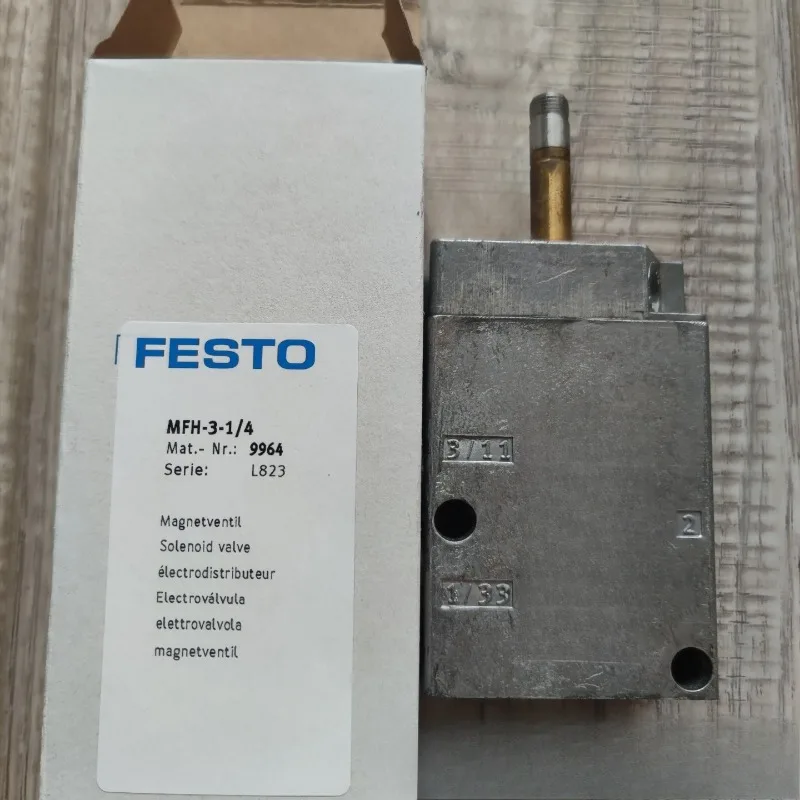 FESTO
MFH-3-1/4
Mat.- Nr.: 9964
Serie: L823
Magnetventil
Solenoid valve
électrodistributeur
Electroválvula
elettrovalvola
magnetventil
3/11
2
1/33